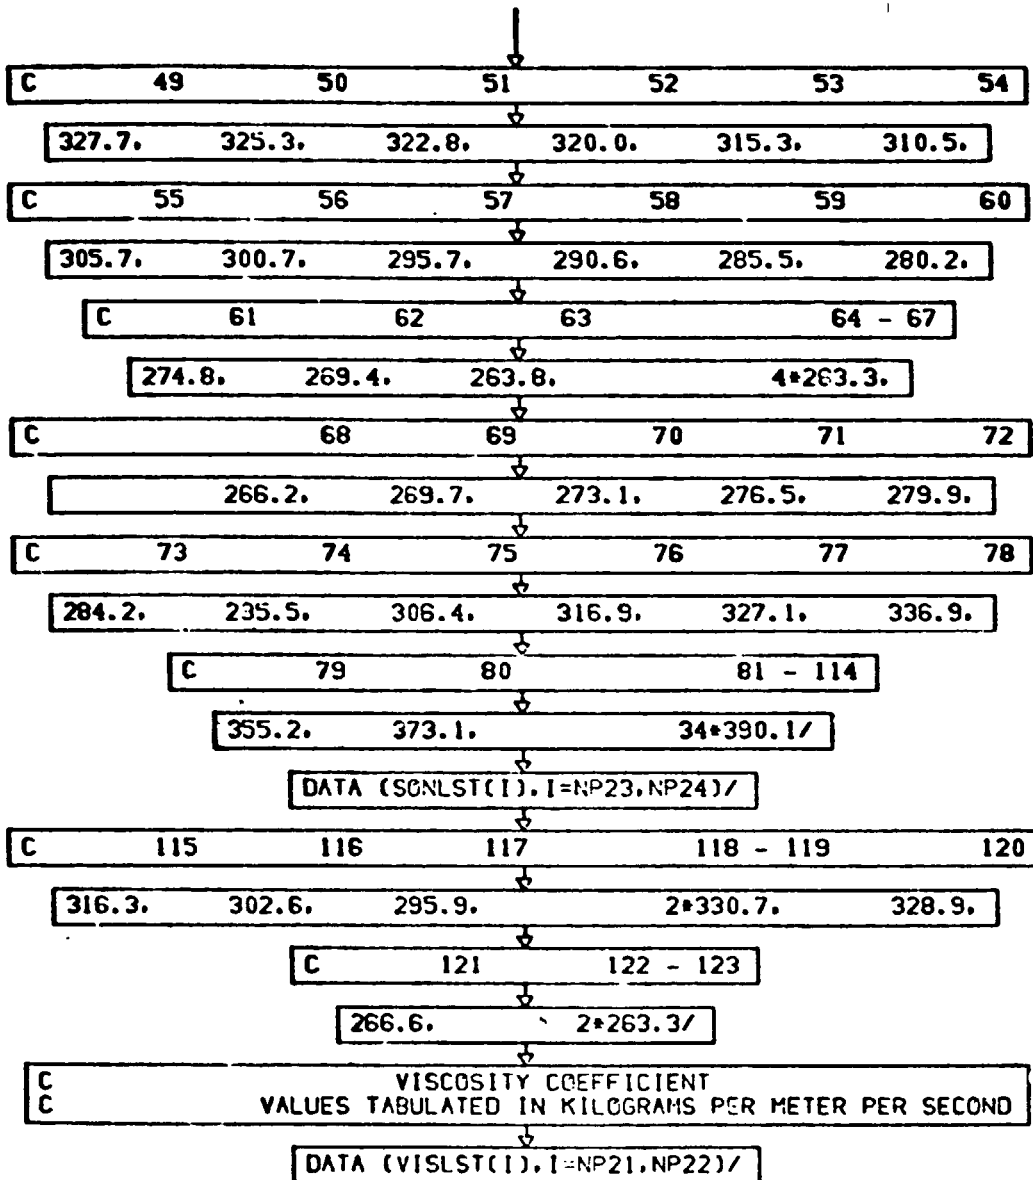 C 49 50 51 52 53 54
327.7, 325.3, 322.8, 320.0, 315.3, 310.5,
C 55 56 57 58 59 60
305.7, 300.7, 295.7, 290.6, 285.5, 280.2,
C 61 62 63 64 - 67
274.8, 269.4, 263.8, 4*263.3,
C 68 69 70 71 72
266.2, 269.7, 273.1, 276.5, 279.9,
C 73 74 75 76 77 78
284.2, 235.5, 306.4, 316.9, 327.1, 336.9,
C 79 80 81 - 114
355.2, 373.1, 34*390.1/
DATA (SONLST(I),I=NP23,NP24)/
C 115 116 117 118 - 119 120
316.3, 302.6, 295.9, 2*330.7, 328.9,
C 121 122 - 123
266.6, 2*263.3/
C VISCOSITY COEFFICIENT
C VALUES TABULATED IN KILOGRAMS PER METER PER SECOND
DATA (VISLST(I),I=NP21,NP22)/